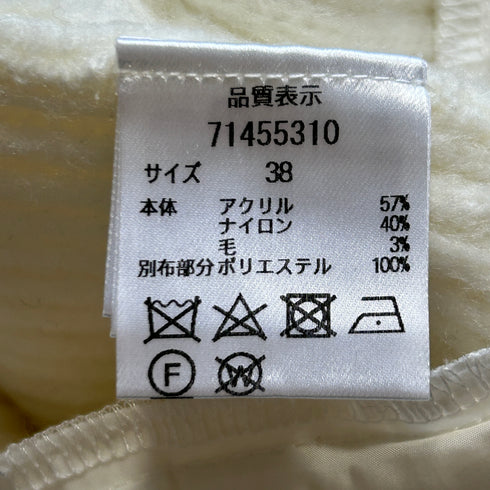 品質表示
71455310
サイズ 38
本体 アクリル 57%
ナイロン 40%
毛 3%
別布部分 ポリエステル 100%
F W